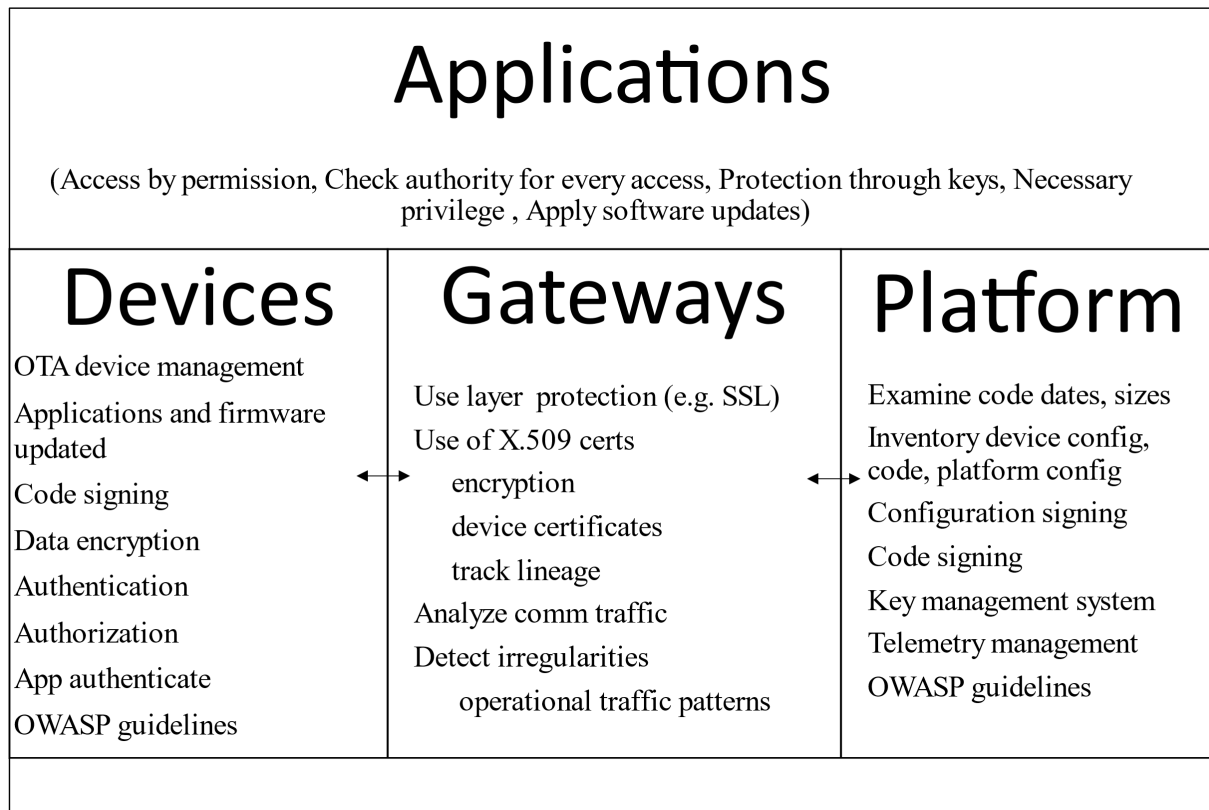 Applications
(Access by permission, Check authority for every access, Protection through keys, Necessary
privilege , Apply software updates)
Devices
OTA device management
Applications and firmware
updated
Code signing
Data encryption
Authentication
Authorization
App authenticate
OWASP guidelines
Gateways
Use layer protection (e.g. SSL)
Use of X.509 certs
encryption
device certificates
track lineage
Analyze comm traffic
Detect irregularities
operational traffic patterns
Platform
Examine code dates, sizes
Inventory device config,
code, platform config
Configuration signing
Code signing
Key management system
Telemetry management
OWASP guidelines